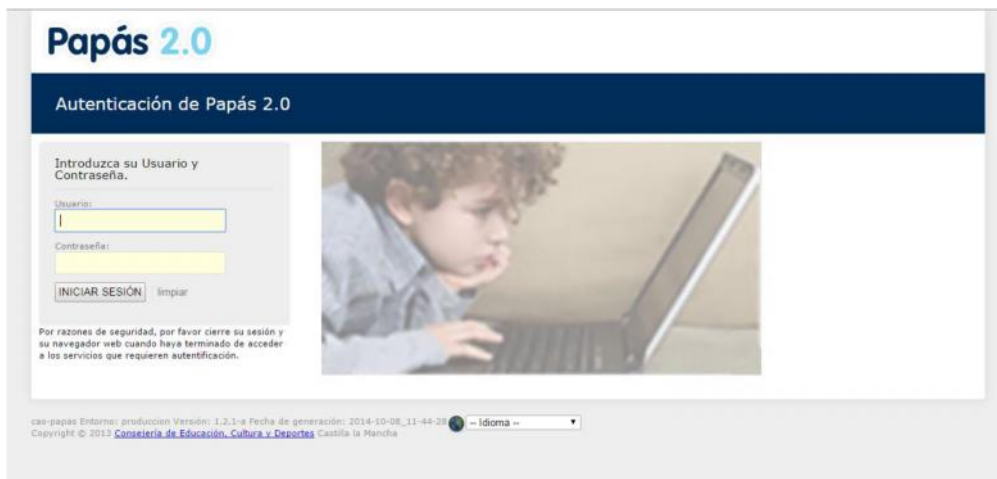 Papás 2.0
Autenticación de Papás 2.0
Introduzca su Usuario y
Contraseña.
Usuario:
Contraseña:
INICIAR SESIÓN limpiar
Por razones de seguridad, por favor cierre su sesión y
su navegador web cuando haya terminado de acceder
a los servicios que requieren autentificación.
cas-papas Entorno: produccion Versión: 1.2.1-a Fecha de generación: 2014-10-08_11-44-28 -- Idioma --
Copyright © 2013 Consejería de Educación, Cultura y Deportes Castilla la Mancha